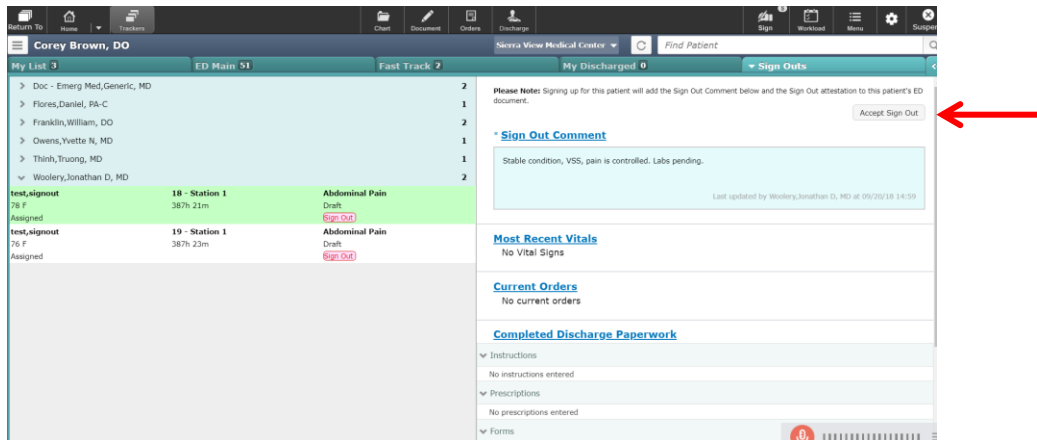 Return To Home Trackers Chart Document Orders Discharge Sign Workload Menu Suspen
Corey Brown, DO Sierra View Medical Center Find Patient
My List 3 ED Main 51 Fast Track 2 My Discharged 0 Sign Outs
Doc - Emerg Med,Generic, MD 2
Flores,Daniel, PA-C 1
Franklin,William, DO 2
Owens,Yvette N, MD 1
Thinh,Truong, MD 1
Woolery,Jonathan D, MD 2
test,signout 18 - Station 1 Abdominal Pain
78 F 387h 21m Draft
Assigned Sign Out
test,signout 19 - Station 1 Abdominal Pain
76 F 387h 23m Draft
Assigned Sign Out
Please Note: Signing up for this patient will add the Sign Out Comment below and the Sign Out attestation to this patient's ED
document.
Accept Sign Out
* Sign Out Comment
Stable condition, VSS, pain is controlled. Labs pending.
Last updated by Woolery,Jonathan D, MD at 09/20/18 14:59
Most Recent Vitals
No Vital Signs
Current Orders
No current orders
Completed Discharge Paperwork
Instructions
No instructions entered
Prescriptions
No prescriptions entered
Forms